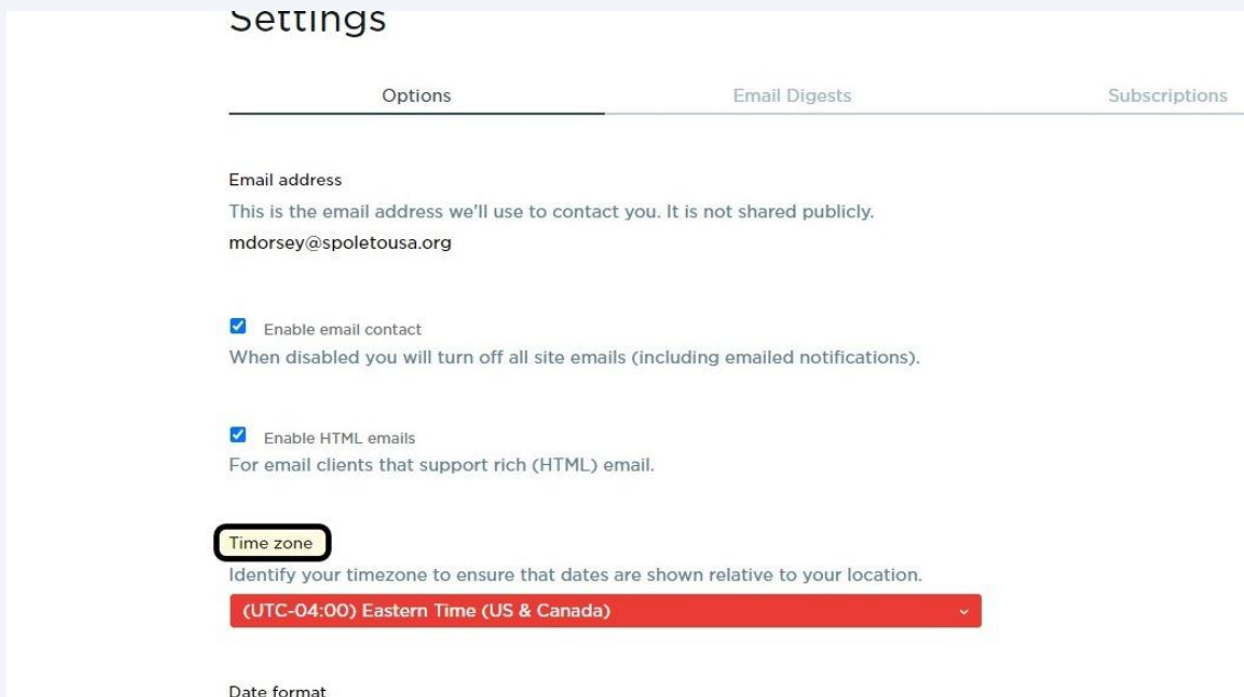 Settings
Options Email Digests Subscriptions
Email address
This is the email address we'll use to contact you. It is not shared publicly.
mdorsey@spoletousa.org
Enable email contact
When disabled you will turn off all site emails (including emailed notifications).
Enable HTML emails
For email clients that support rich (HTML) email.
Time zone
Identify your timezone to ensure that dates are shown relative to your location.
(UTC-04:00) Eastern Time (US & Canada)
Date format